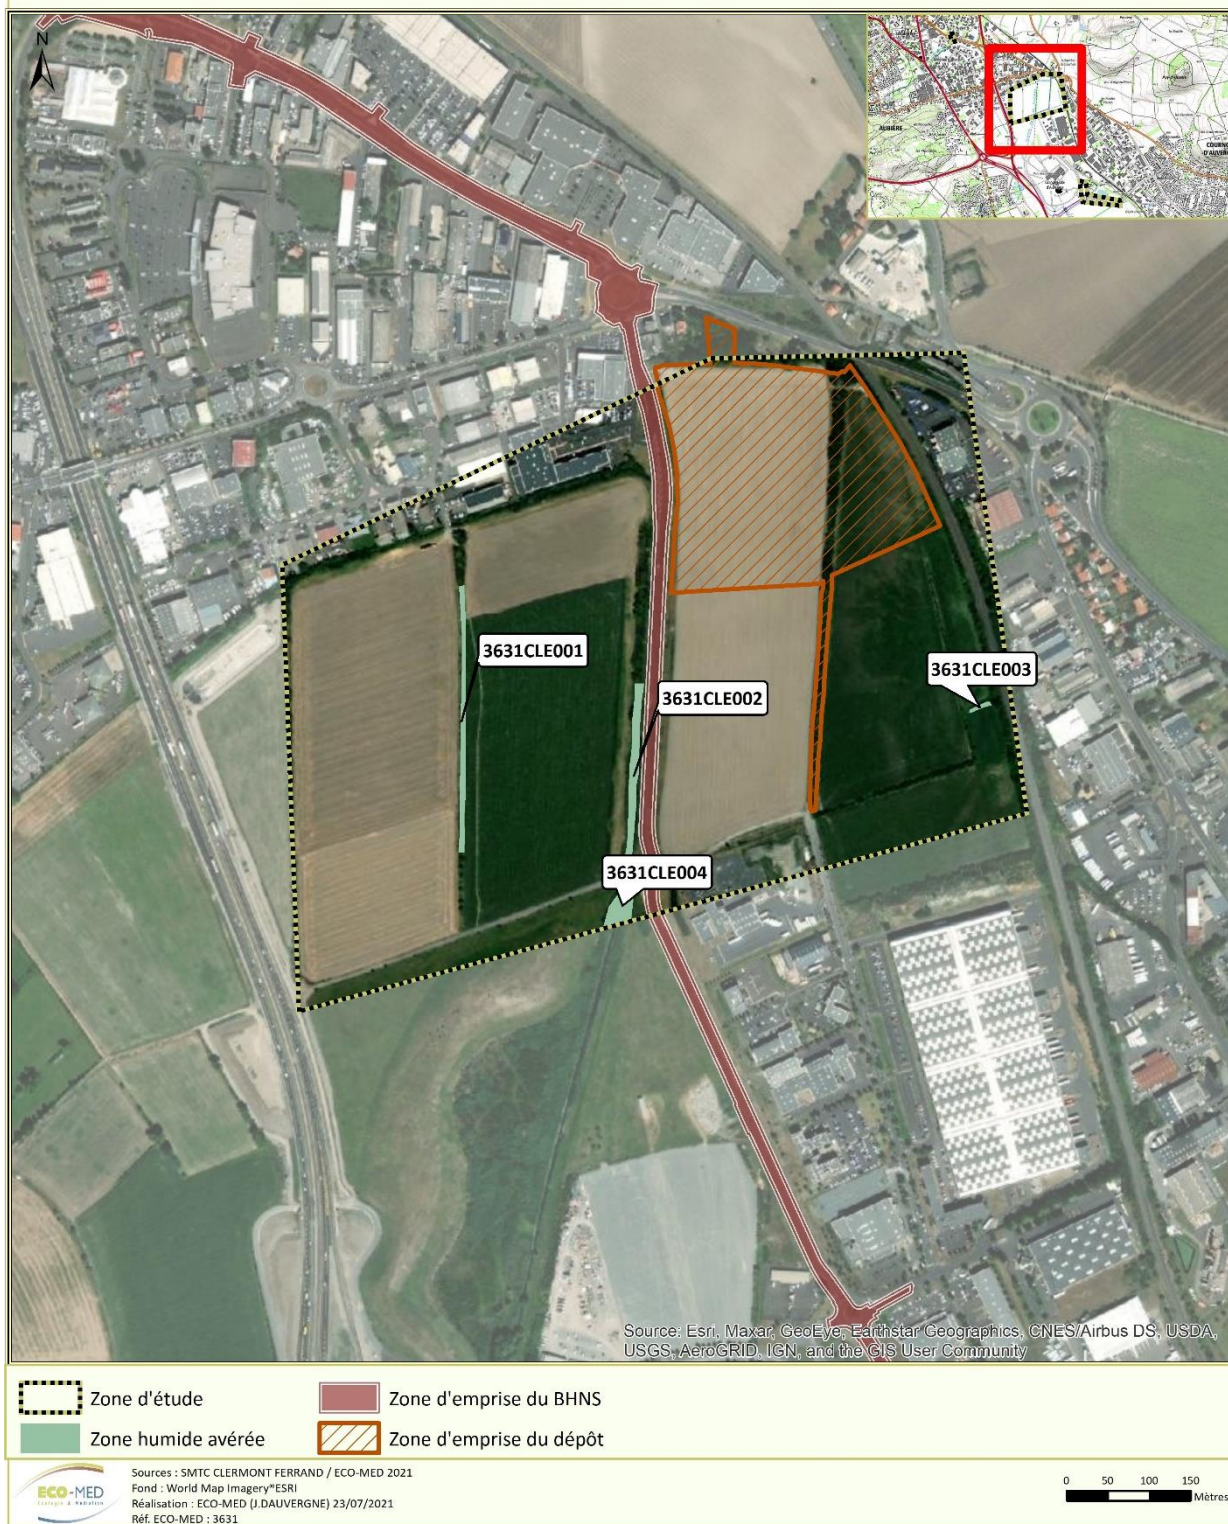 N
AUBIÈRE
3631CLE001
3631CLE002
3631CLE003
3631CLE004
Source: Esri, Maxar, GeoEye, Earthstar Geographics, CNES/Airbus DS, USDA,
USGS, AeroGRID, IGN, and the GIS User Community
Zone d'étude
Zone d'emprise du BHNS
Zone humide avérée
Zone d'emprise du dépôt
ECO-MED
Ecologie & Médiation
Sources : SMTC CLERMONT FERRAND / ECO-MED 2021
Fond : World Map Imagery®ESRI
Réalisation : ECO-MED (J.DAUVERGNE) 23/07/2021
Réf. ECO-MED : 3631
0 50 100 150
Mètres